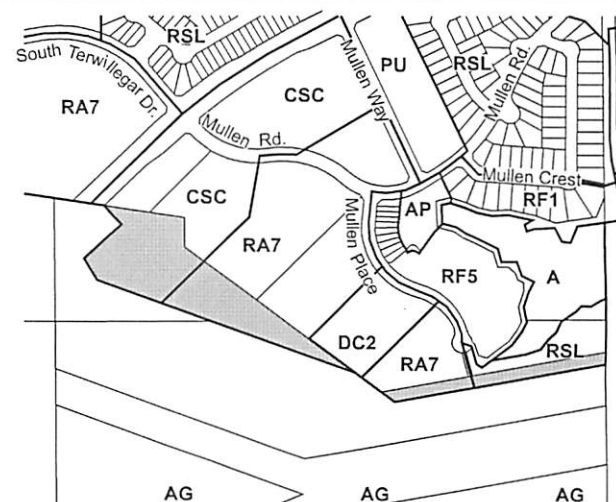 RSL
South Terwillegar Dr.
RA7
CSC
Mullen Way
PU
RSL
Mullen Rd.
Mullen Rd.
Mullen Crest
RF1
CSC
RA7
Mullen Place
AP
RF5
A
DC2
RA7
RSL
AG
AG
AG